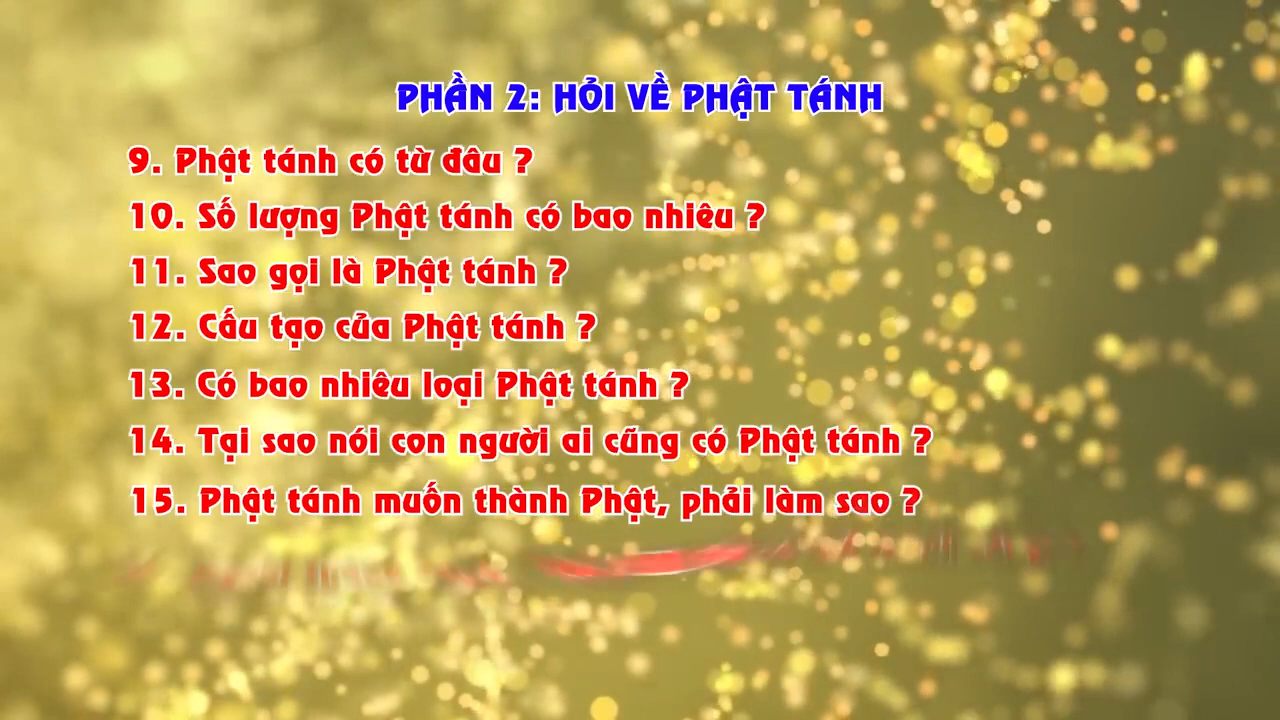 PHẦN 2: HỎI VỀ PHẬT TÁNH
9. Phật tánh có từ đâu ?
10. Số lượng Phật tánh có bao nhiêu ?
11. Sao gọi là Phật tánh ?
12. Cấu tạo của Phật tánh ?
13. Có bao nhiêu loại Phật tánh ?
14. Tại sao nói con người ai cũng có Phật tánh ?
15. Phật tánh muốn thành Phật, phải làm sao ?